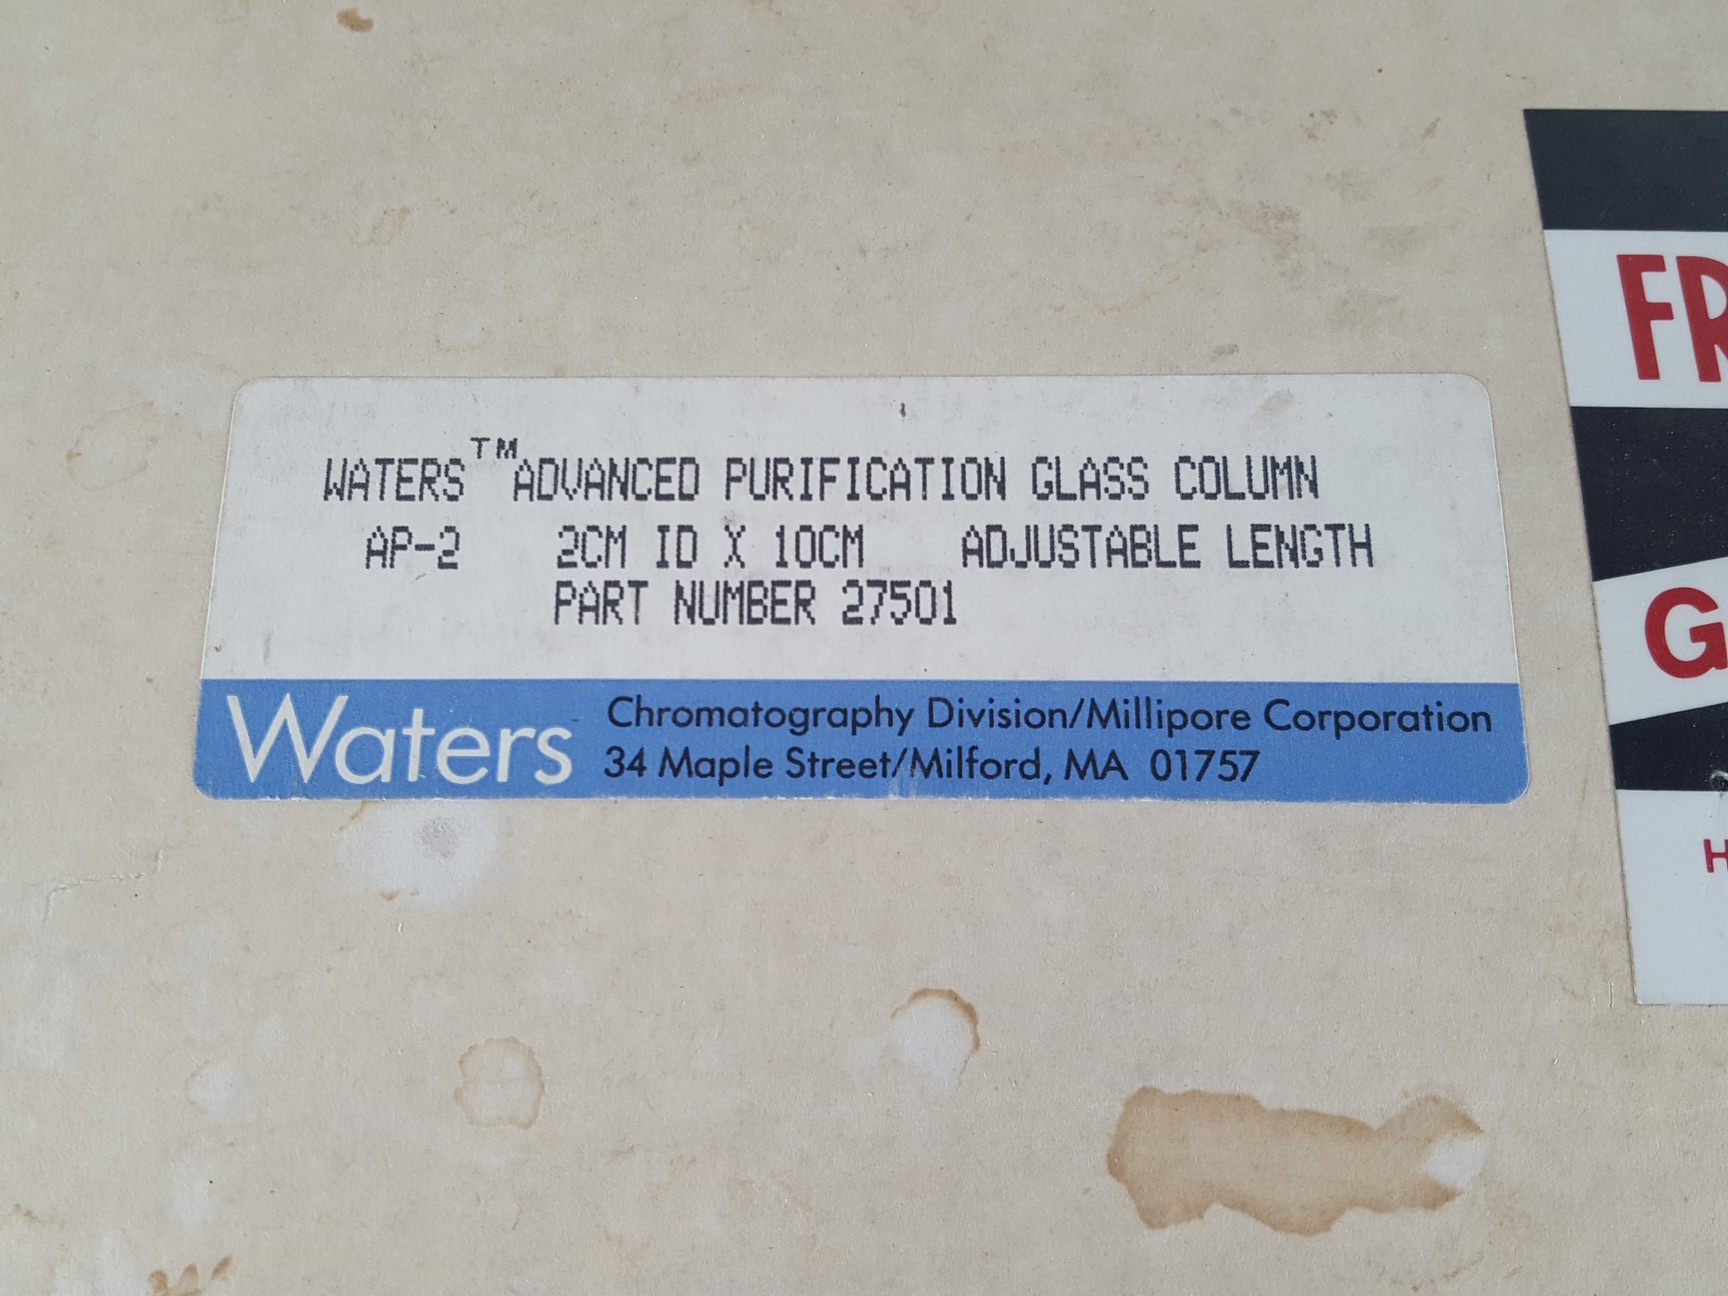 WATERS™ ADVANCED PURIFICATION GLASS COLUMN
AP-2 2CM ID X 10CM ADJUSTABLE LENGTH
PART NUMBER 27501
Waters
Chromatography Division/Millipore Corporation
34 Maple Street/Milford, MA 01757
FR
G
H